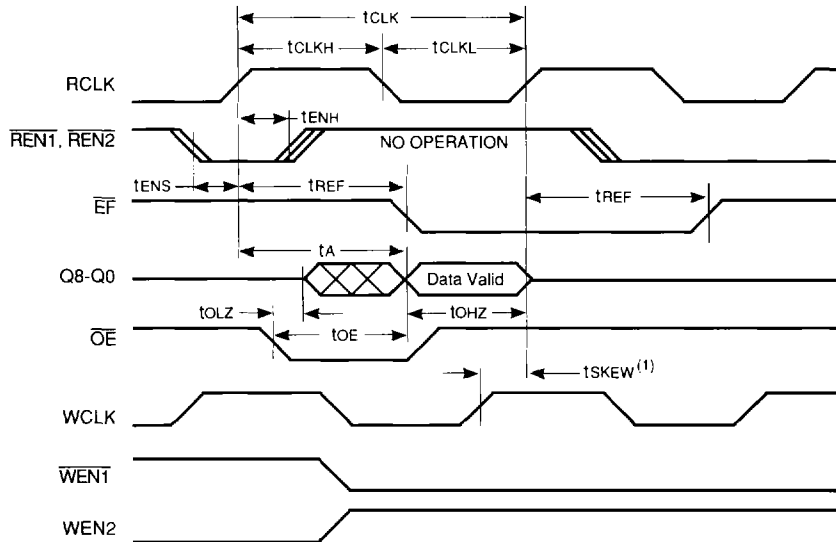 tCLK
tCLKH tCLKL
RCLK
tENH
REN1, REN2 NO OPERATION
tENS tREF tREF
EF
tA
Q8-Q0 Data Valid
tOLZ tOE tOHZ
OE
tSKEW(1)
WCLK
WEN1
WEN2